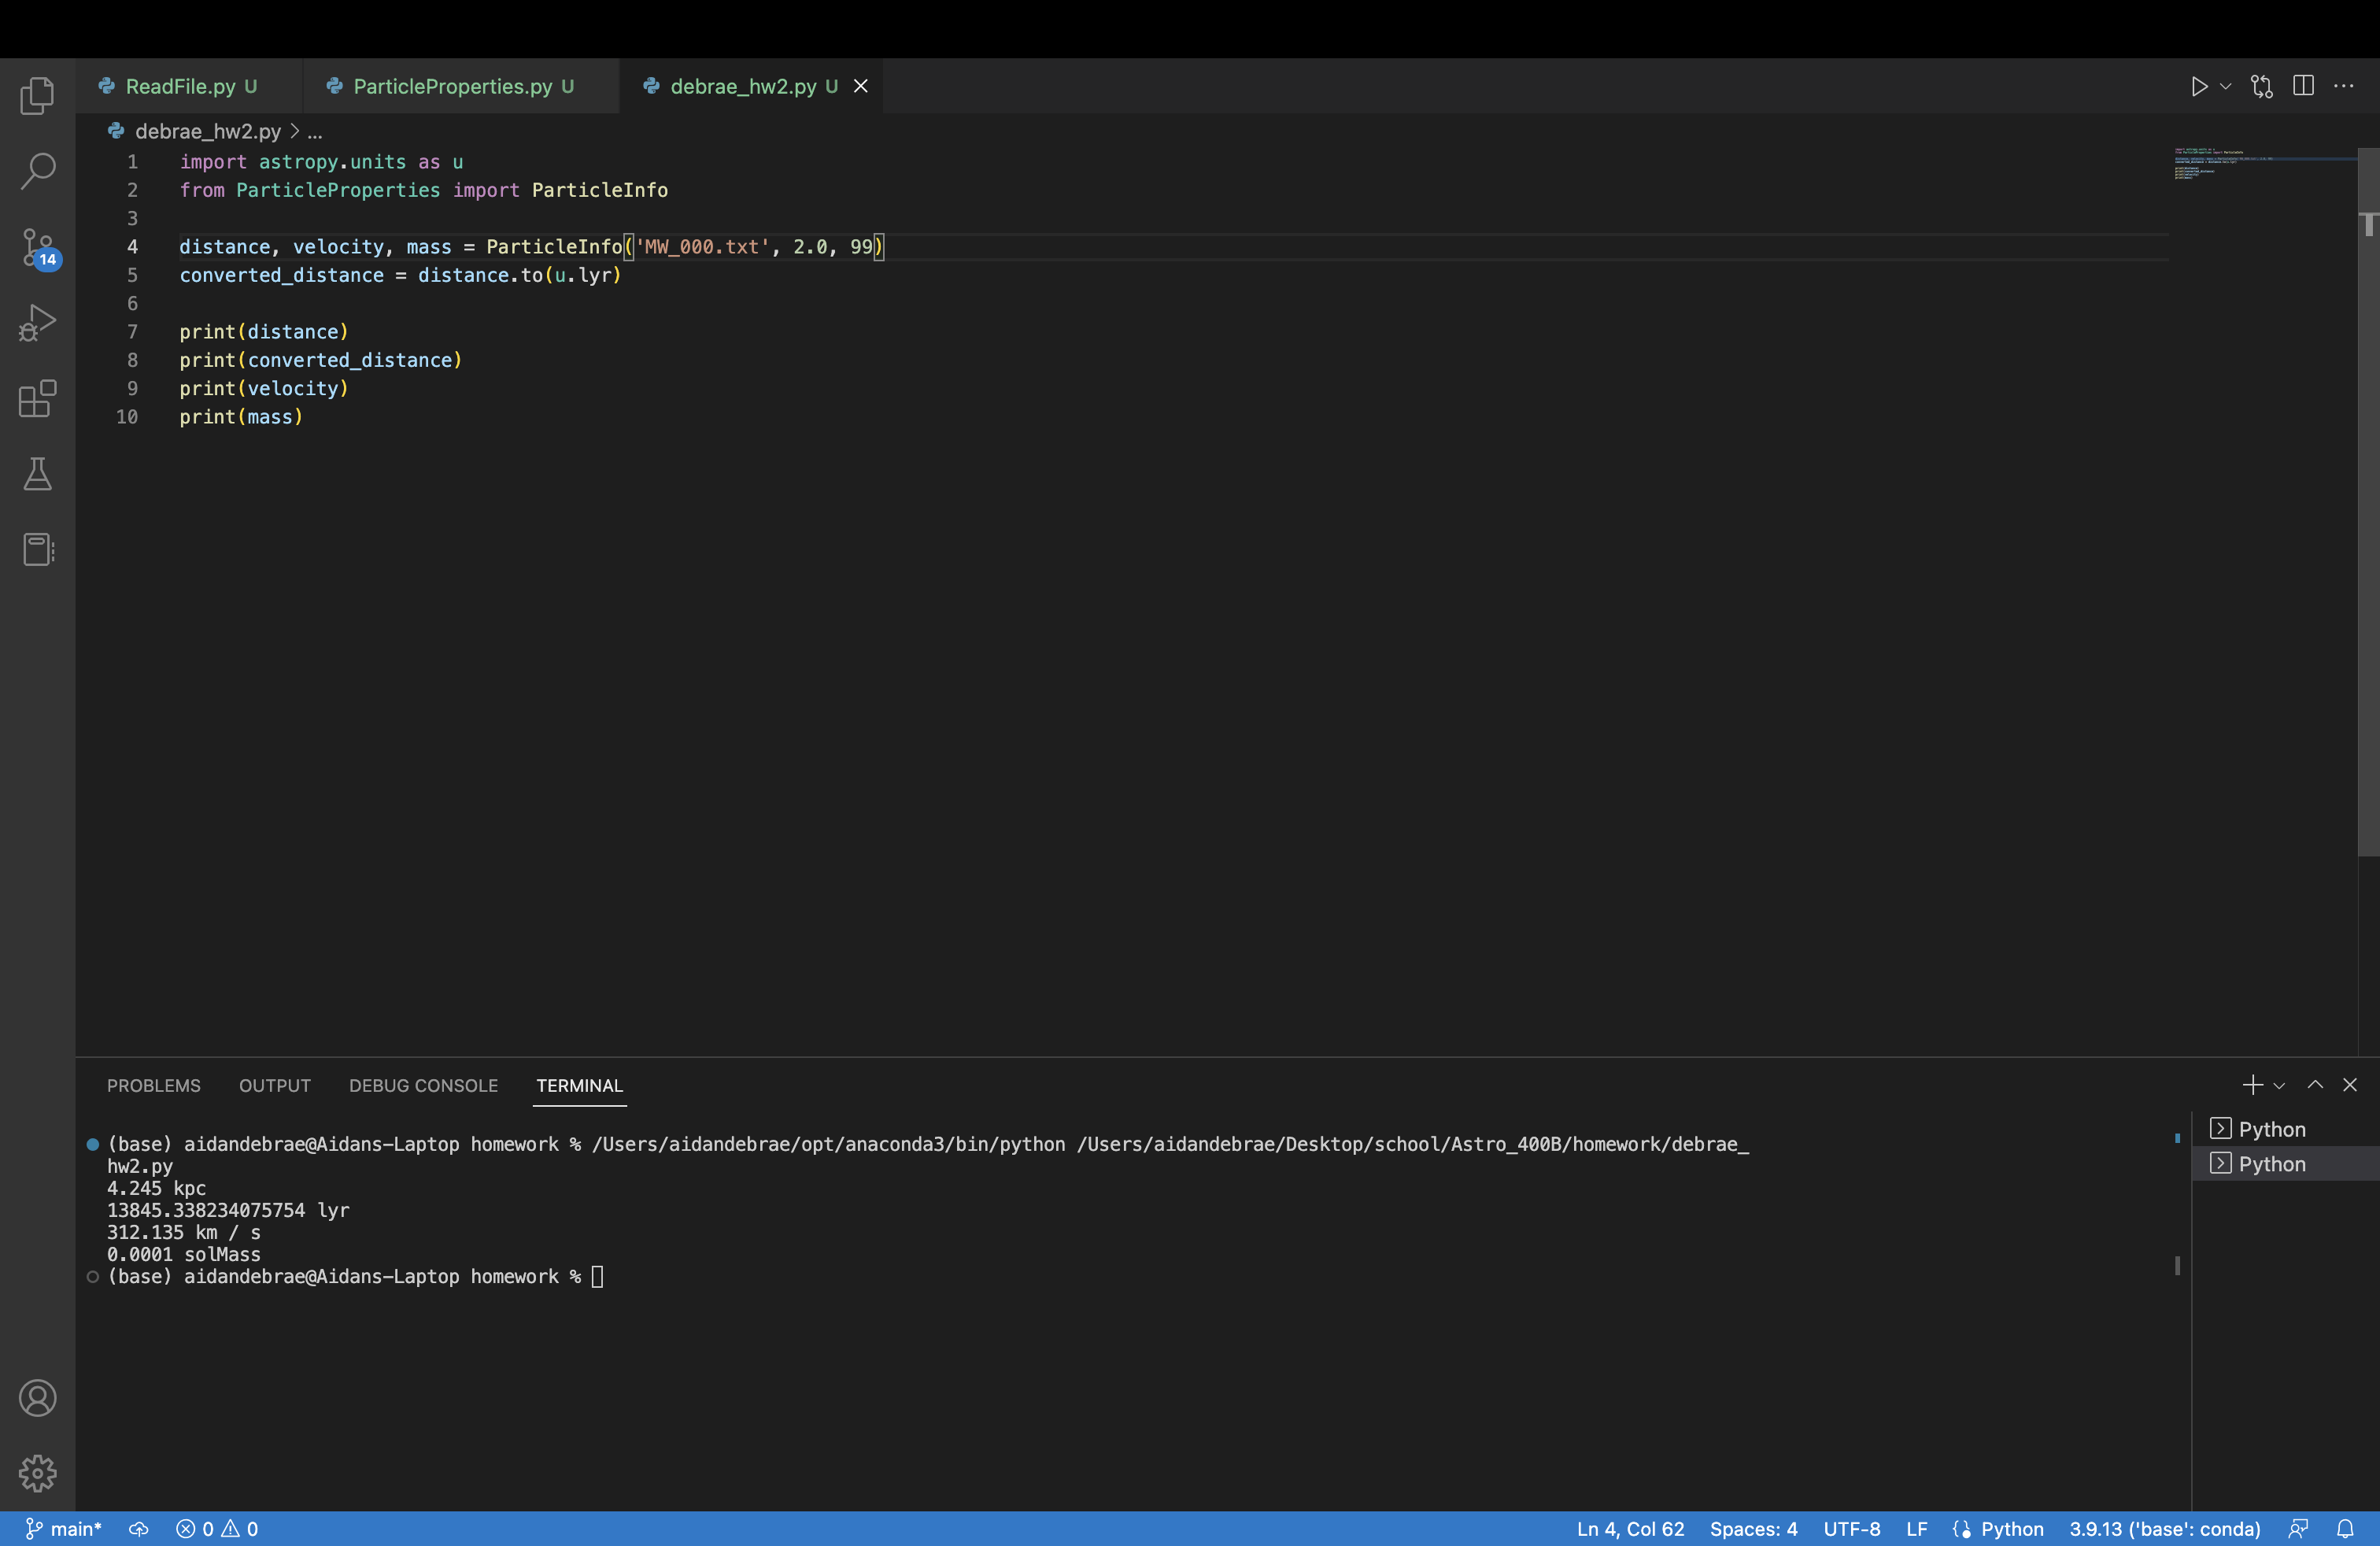 ReadFile.py U
ParticleProperties.py U
debrae_hw2.py U
debrae_hw2.py > ...
1 import astropy.units as u
2 from ParticleProperties import ParticleInfo
3
4 distance, velocity, mass = ParticleInfo('MW_000.txt', 2.0, 99)
5 converted_distance = distance.to(u.lyr)
6
7 print(distance)
8 print(converted_distance)
9 print(velocity)
10 print(mass)
14
PROBLEMS OUTPUT DEBUG CONSOLE TERMINAL
(base) aidandebrae@Aidans-Laptop homework % /Users/aidandebrae/opt/anaconda3/bin/python /Users/aidandebrae/Desktop/school/Astro_400B/homework/debrae_
hw2.py
4.245 kpc
13845.338234075754 lyr
312.135 km / s
0.0001 solMass
(base) aidandebrae@Aidans-Laptop homework %
Python
Python
main* 0 0 Ln 4, Col 62 Spaces: 4 UTF-8 LF Python 3.9.13 ('base': conda)